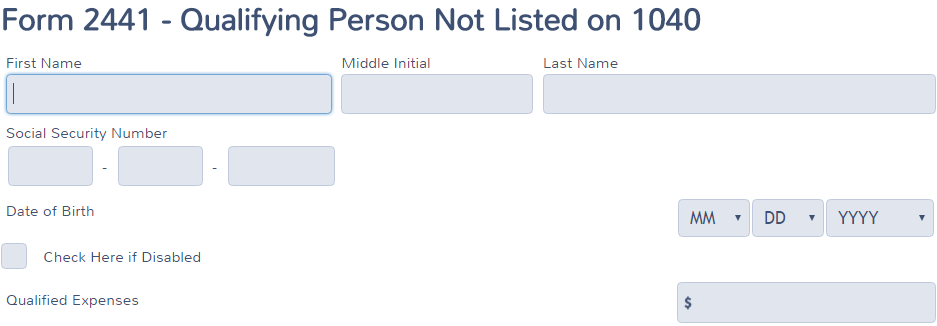 Form 2441 - Qualifying Person Not Listed on 1040
First Name Middle Initial Last Name
Social Security Number
- -
Date of Birth MM DD YYYY
Check Here if Disabled
Qualified Expenses $